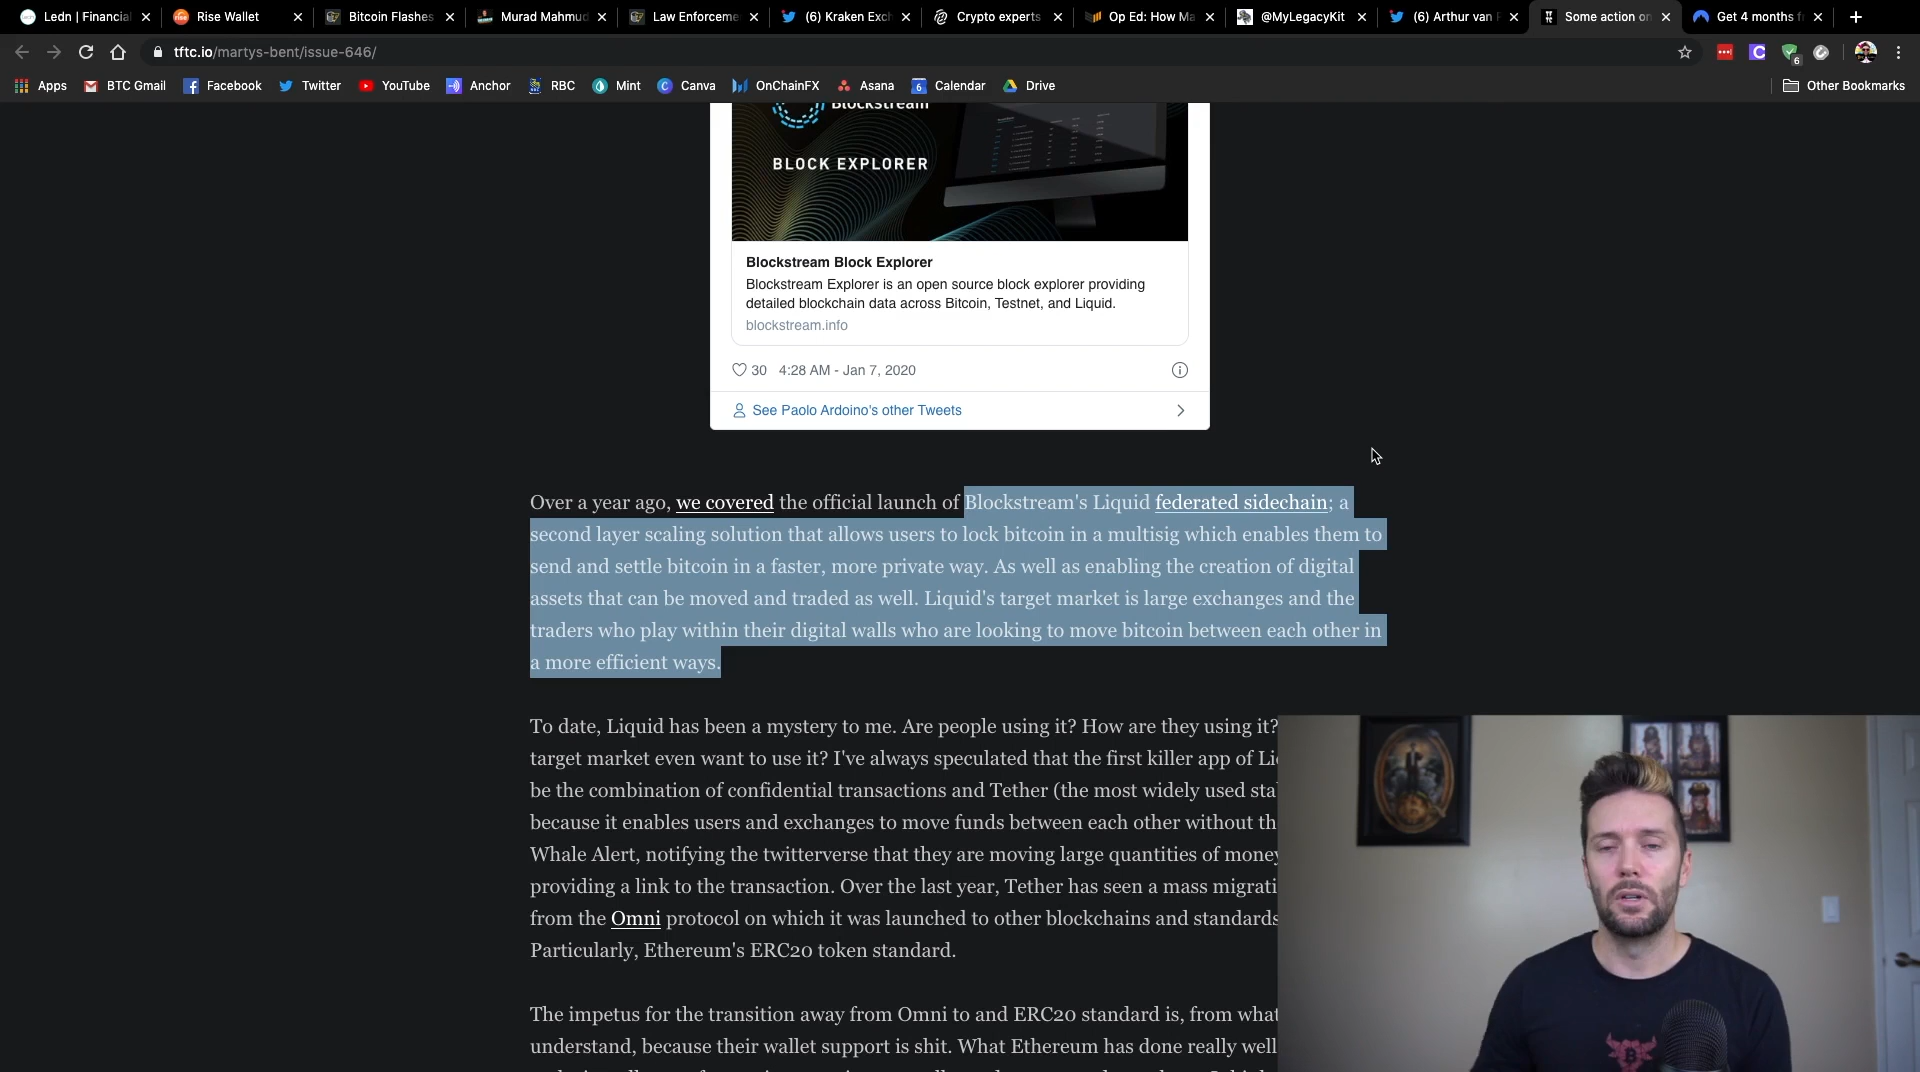 Ledn | Financial
Rise Wallet
Bitcoin Flashes
Murad Mahmud
Law Enforceme
(6) Kraken Exc
Crypto experts
Op Ed: How Ma
@MyLegacyKit
(6) Arthur van
Some action on
Get 4 months f
tftc.io/martys-bent/issue-646/
6
Apps
BTC Gmail
Facebook
Twitter
YouTube
Anchor
RBC
Mint
Canva
OnChainFX
Asana
6 Calendar
Drive
Other Bookmarks
Blockstream
BLOCK EXPLORER
Blockstream Block Explorer
Blockstream Explorer is an open source block explorer providing
detailed blockchain data across Bitcoin, Testnet, and Liquid.
blockstream.info
30 4:28 AM - Jan 7, 2020
See Paolo Ardoino's other Tweets
Over a year ago, we covered the official launch of Blockstream's Liquid federated sidechain; a
second layer scaling solution that allows users to lock bitcoin in a multisig which enables them to
send and settle bitcoin in a faster, more private way. As well as enabling the creation of digital
assets that can be moved and traded as well. Liquid's target market is large exchanges and the
traders who play within their digital walls who are looking to move bitcoin between each other in
a more efficient ways.
To date, Liquid has been a mystery to me. Are people using it? How are they using it?
target market even want to use it? I've always speculated that the first killer app of Li
be the combination of confidential transactions and Tether (the most widely used sta
because it enables users and exchanges to move funds between each other without th
Whale Alert, notifying the twitterverse that they are moving large quantities of money
providing a link to the transaction. Over the last year, Tether has seen a mass migrati
from the Omni protocol on which it was launched to other blockchains and standards
Particularly, Ethereum's ERC20 token standard.
The impetus for the transition away from Omni to and ERC20 standard is, from what
understand, because their wallet support is shit. What Ethereum has done really well